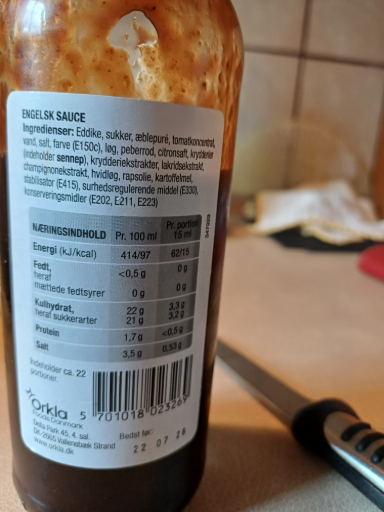 ENGELSK SAUCE
Ingredienser: Eddike, sukker, æblepuré, tomatkoncentrat,
vand, salt, farve (E150c), løg, peberrod, citronsaft, krydderier
(indeholder sennep), krydderiekstrakter, lakridsekstrakt,
champignonekstrakt, hvidløg, rapsolie, kartoffelmel,
stabilisator (E415), surhedsregulerende middel (E330),
konserveringsmidler (E202, E211, E223)
NÆRINGSINDHOLD Pr. 100 ml Pr. portion 15 ml
Energi (kJ/kcal) 414/97 62/15
Fedt, <0,5 g 0 g
heraf
mættede fedtsyrer 0 g 0 g
Kulhydrat, 22 g 3,3 g
heraf sukkerarter 21 g 3,2 g
Protein 1,7 g <0,5 g
Salt 3,5 g 0,53 g
Indeholder ca. 22
portioner.
Orkla
Foods Danmark
Delta Park 45, 4. sal.
DK-2665 Vallensbæk Strand
www.orkla.dk
5 701018 023269
Bedst før:
22 07 28